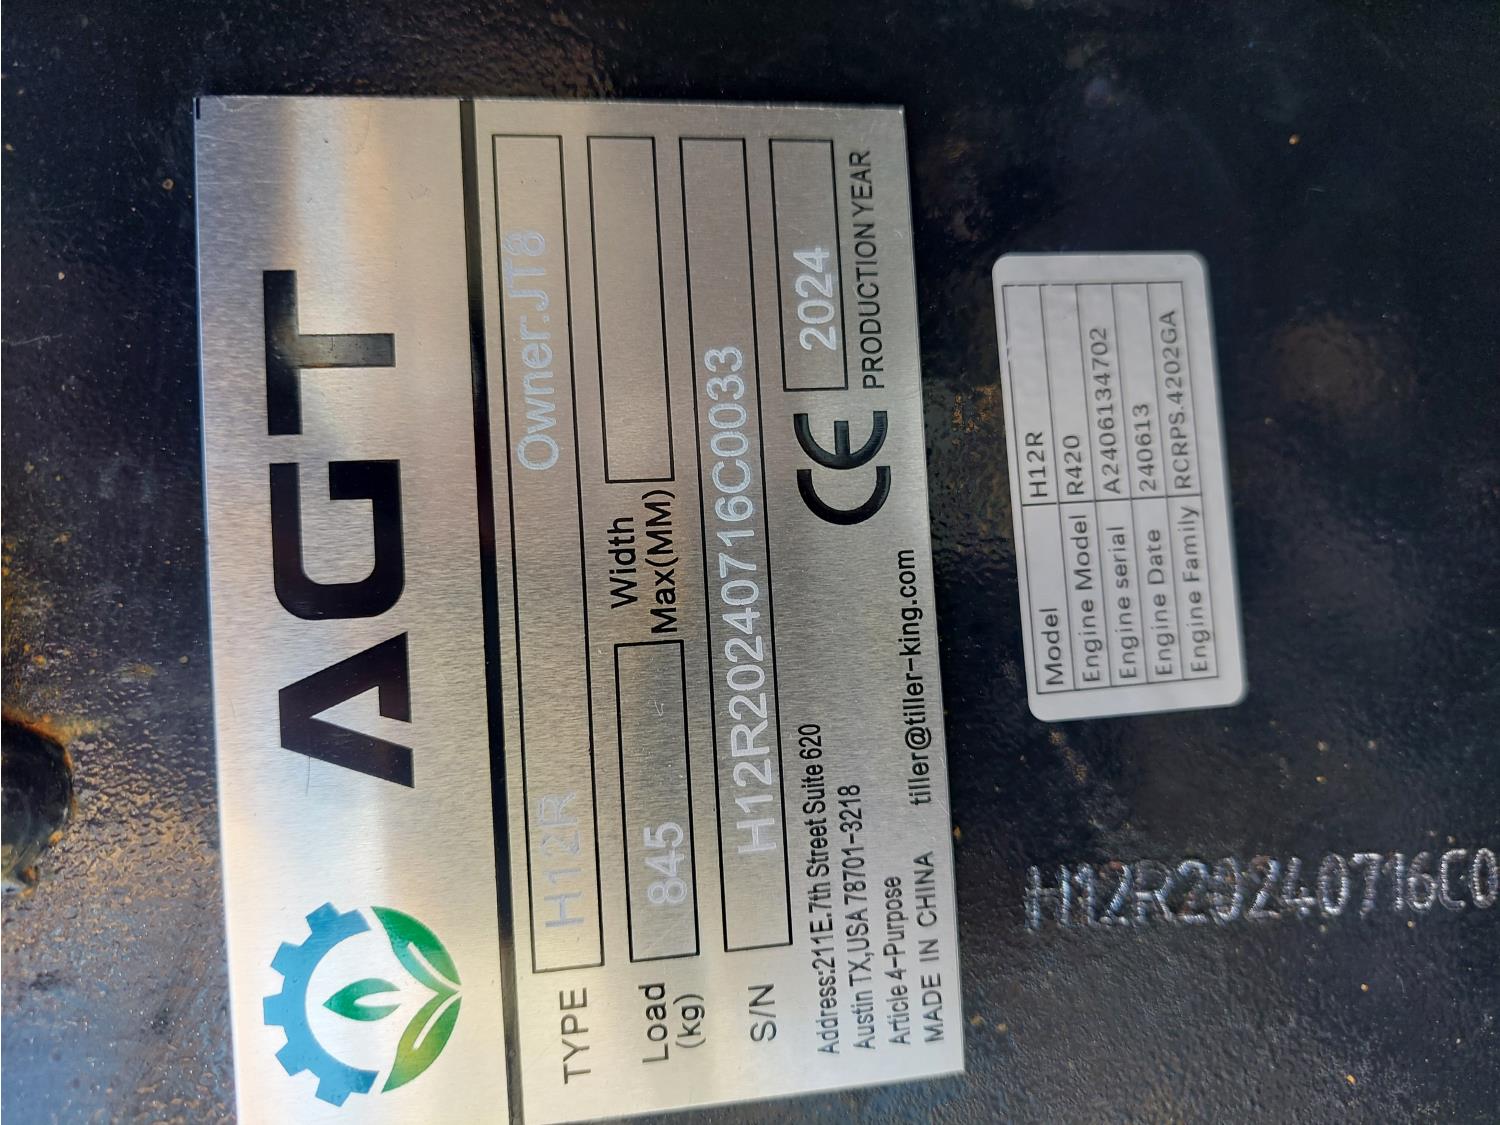 AGT
TYPE H12R Owner:JT8
Load (kg) 845 Width Max(MM)
S/N H12R20240716C0033
Address:211E.7th Street Suite 620
Austin TX,USA 78701-3218
Article 4-Purpose
MADE IN CHINA tiller@tiller-king.com
CE
2024
PRODUCTION YEAR
Model H12R
Engine Model R420
Engine serial A2406134702
Engine Date 240613
Engine Family RCRPS.4202GA
H12R20240716C0